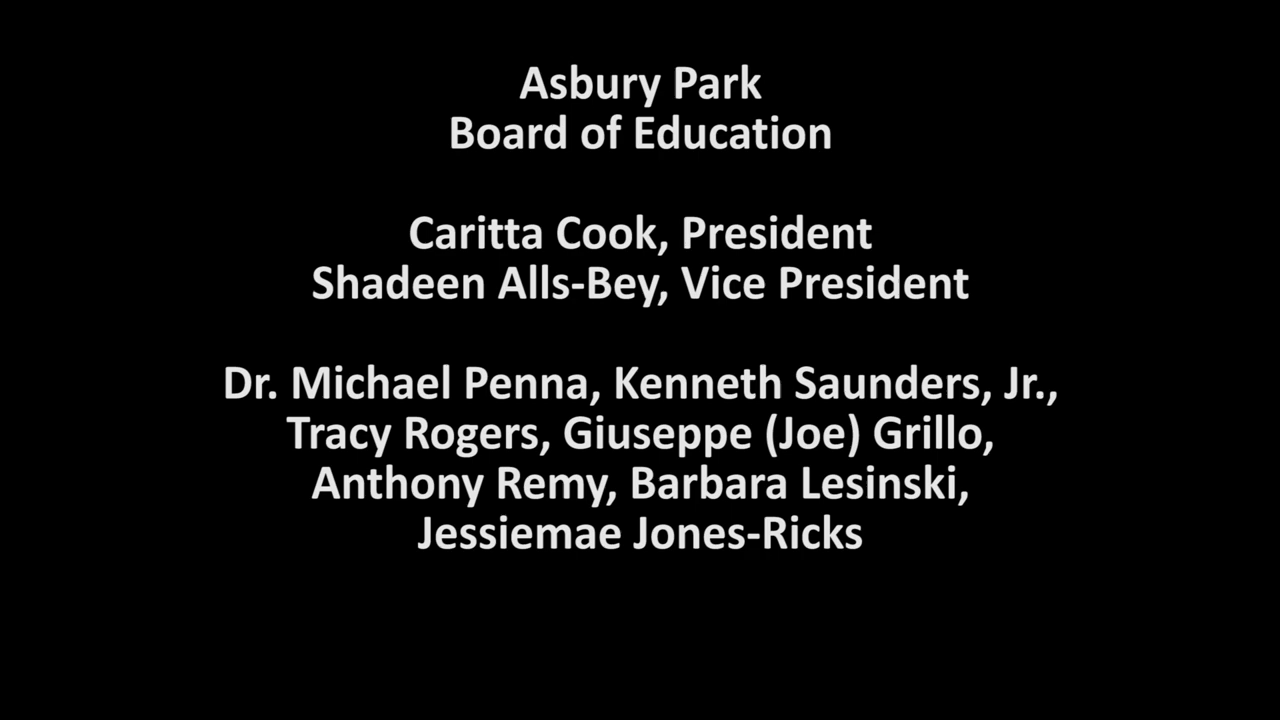 Asbury Park
Board of Education
Caritta Cook, President
Shadeen Alls-Bey, Vice President
Dr. Michael Penna, Kenneth Saunders, Jr.,
Tracy Rogers, Giuseppe (Joe) Grillo,
Anthony Remy, Barbara Lesinski,
Jessiemae Jones-Ricks